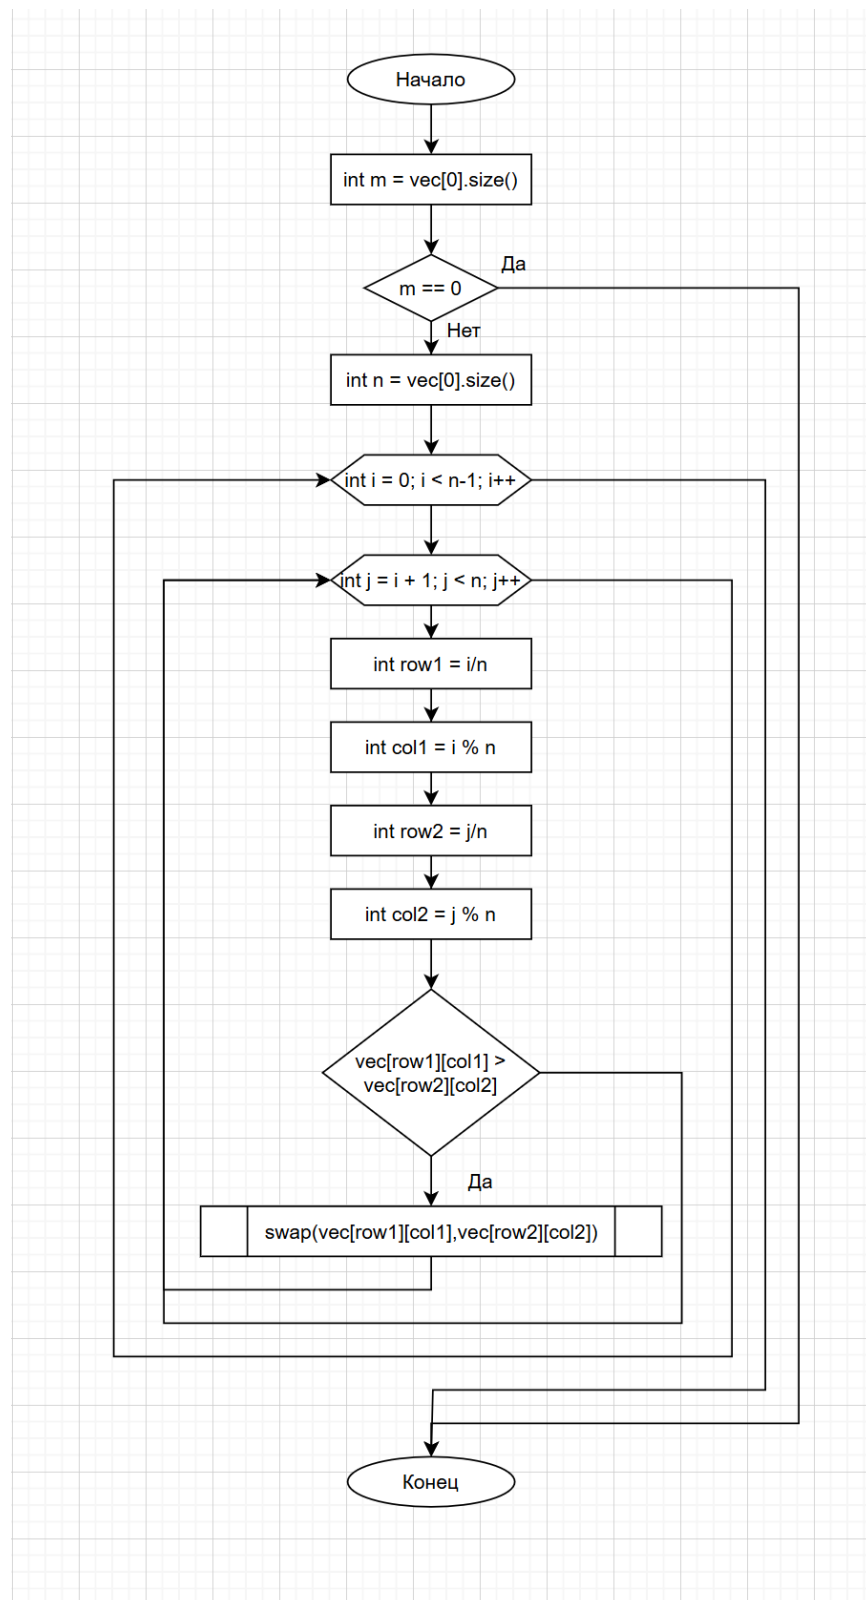 Начало
int m = vec[0].size()
Да
m == 0
Нет
int n = vec[0].size()
int i = 0; i < n-1; i++
int j = i + 1; j < n; j++
int row1 = i/n
int col1 = i % n
int row2 = j/n
int col2 = j % n
vec[row1][col1] >
vec[row2][col2]
Да
swap(vec[row1][col1],vec[row2][col2])
Конец